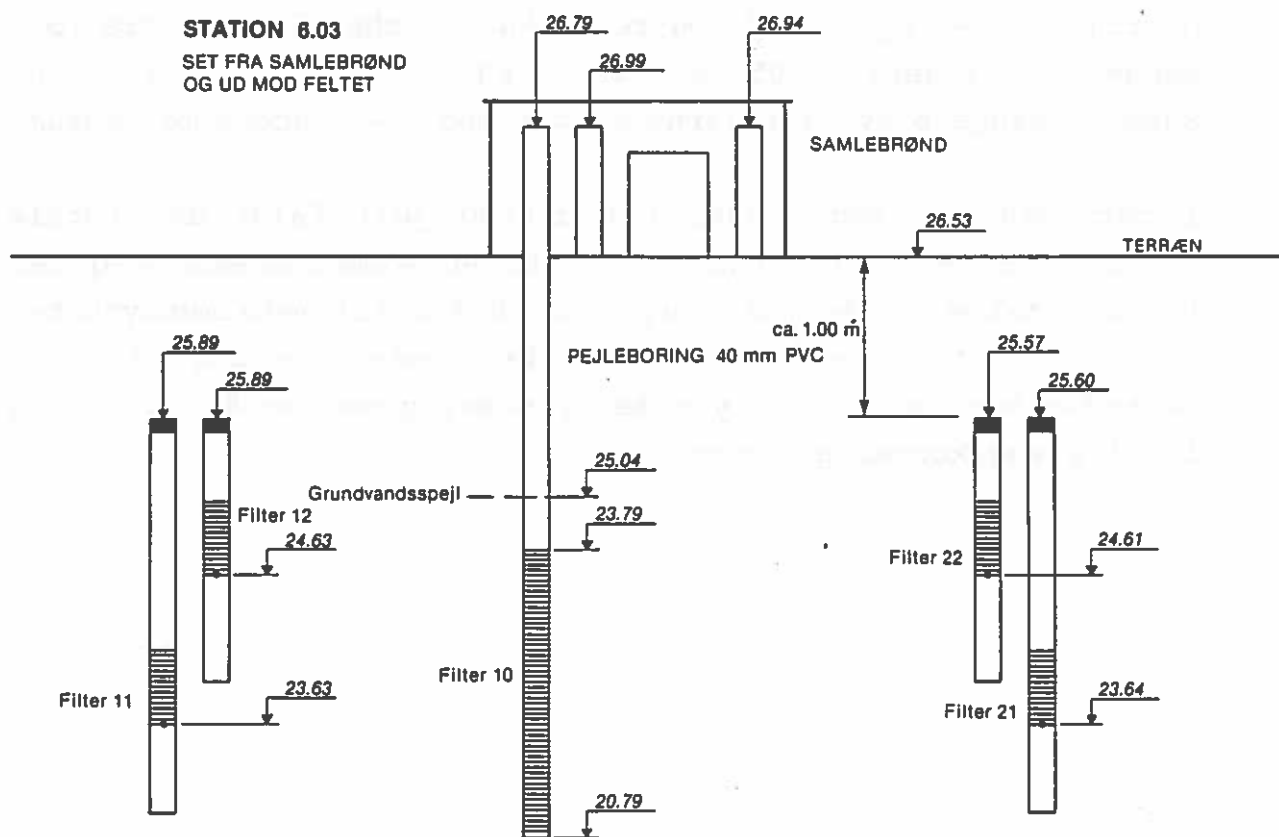 STATION 6.03
SET FRA SAMLEBRØND
OG UD MOD FELTET
26.79
26.99
26.94
SAMLEBRØND
26.53
TERRÆN
ca. 1.00 m
PEJLEBORING 40 mm PVC
25.89
25.89
25.57
25.60
25.04
Grundvandsspejl
23.79
Filter 12
24.63
Filter 22
24.61
Filter 11
23.63
Filter 10
Filter 21
23.64
20.79